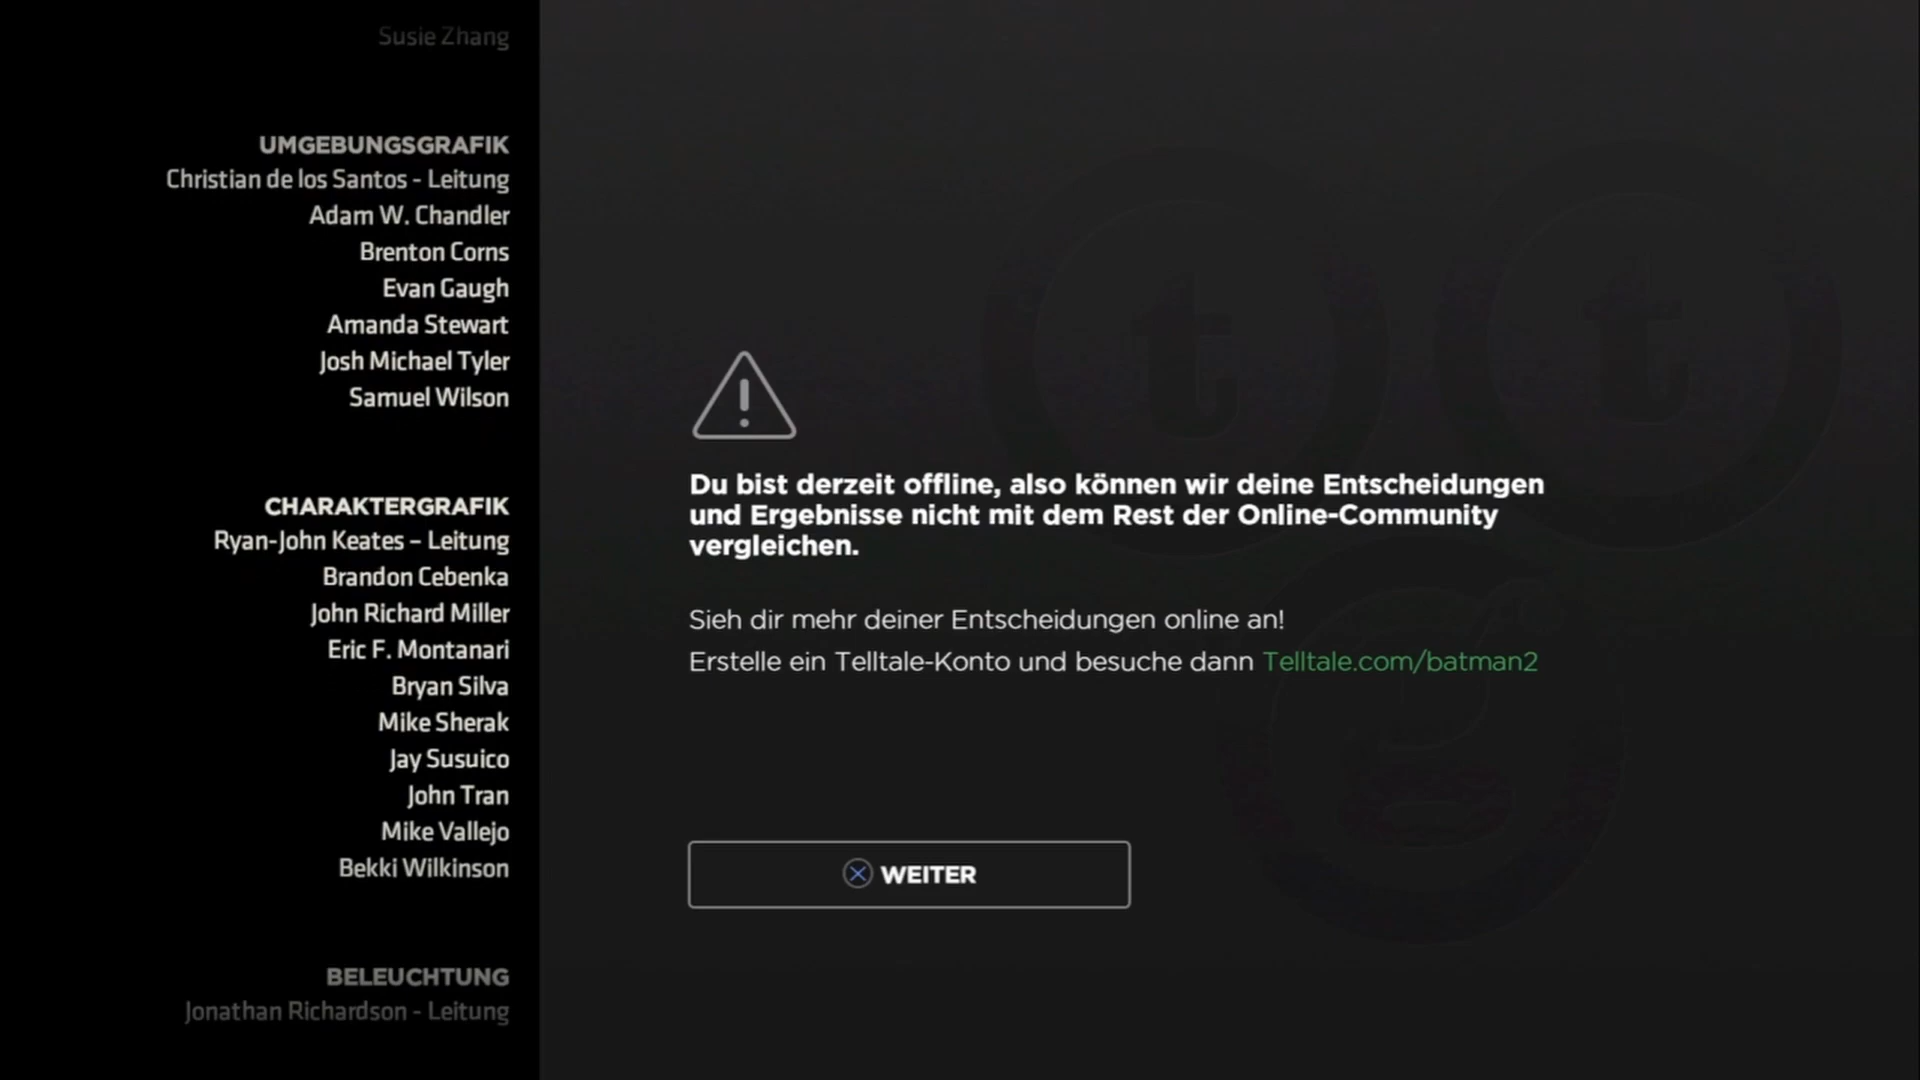 Susie Zhang
UMGEBUNGSGRAFIK
Christian de los Santos - Leitung
Adam W. Chandler
Brenton Corns
Evan Gaugh
Amanda Stewart
Josh Michael Tyler
Samuel Wilson
CHARAKTERGRAFIK
Ryan-John Keates – Leitung
Brandon Cebenka
John Richard Miller
Eric F. Montanari
Bryan Silva
Mike Sherak
Jay Susuico
John Tran
Mike Vallejo
Bekki Wilkinson
BELEUCHTUNG
Jonathan Richardson - Leitung
t t
g
Du bist derzeit offline, also können wir deine Entscheidungen
und Ergebnisse nicht mit dem Rest der Online-Community
vergleichen.
Sieh dir mehr deiner Entscheidungen online an!
Erstelle ein Telltale-Konto und besuche dann Telltale.com/batman2
WEITER